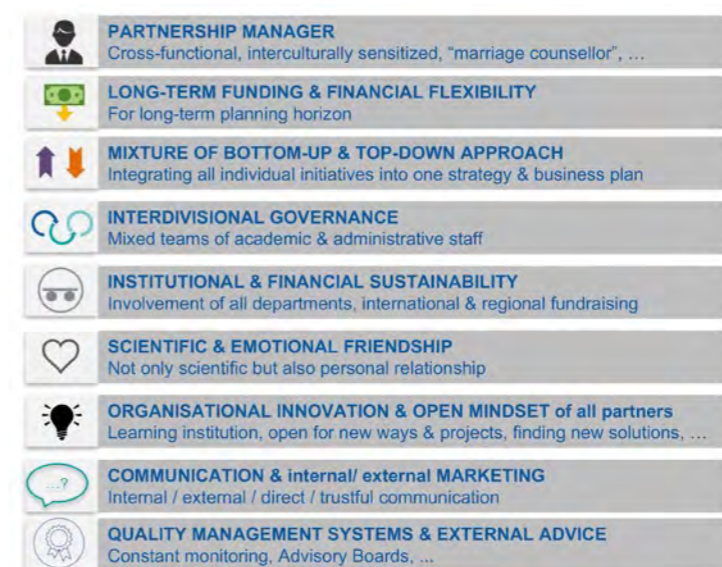 PARTNERSHIP MANAGER
Cross-functional, interculturally sensitized, “marriage counsellor”, …
LONG-TERM FUNDING & FINANCIAL FLEXIBILITY
For long-term planning horizon
MIXTURE OF BOTTOM-UP & TOP-DOWN APPROACH
Integrating all individual initiatives into one strategy & business plan
INTERDIVISIONAL GOVERNANCE
Mixed teams of academic & administrative staff
INSTITUTIONAL & FINANCIAL SUSTAINABILITY
Involvement of all departments, international & regional fundraising
SCIENTIFIC & EMOTIONAL FRIENDSHIP
Not only scientific but also personal relationship
ORGANISATIONAL INNOVATION & OPEN MINDSET of all partners
Learning institution, open for new ways & projects, finding new solutions, …
...?
COMMUNICATION & internal/ external MARKETING
Internal / external / direct / trustful communication
QUALITY MANAGEMENT SYSTEMS & EXTERNAL ADVICE
Constant monitoring, Advisory Boards, ...